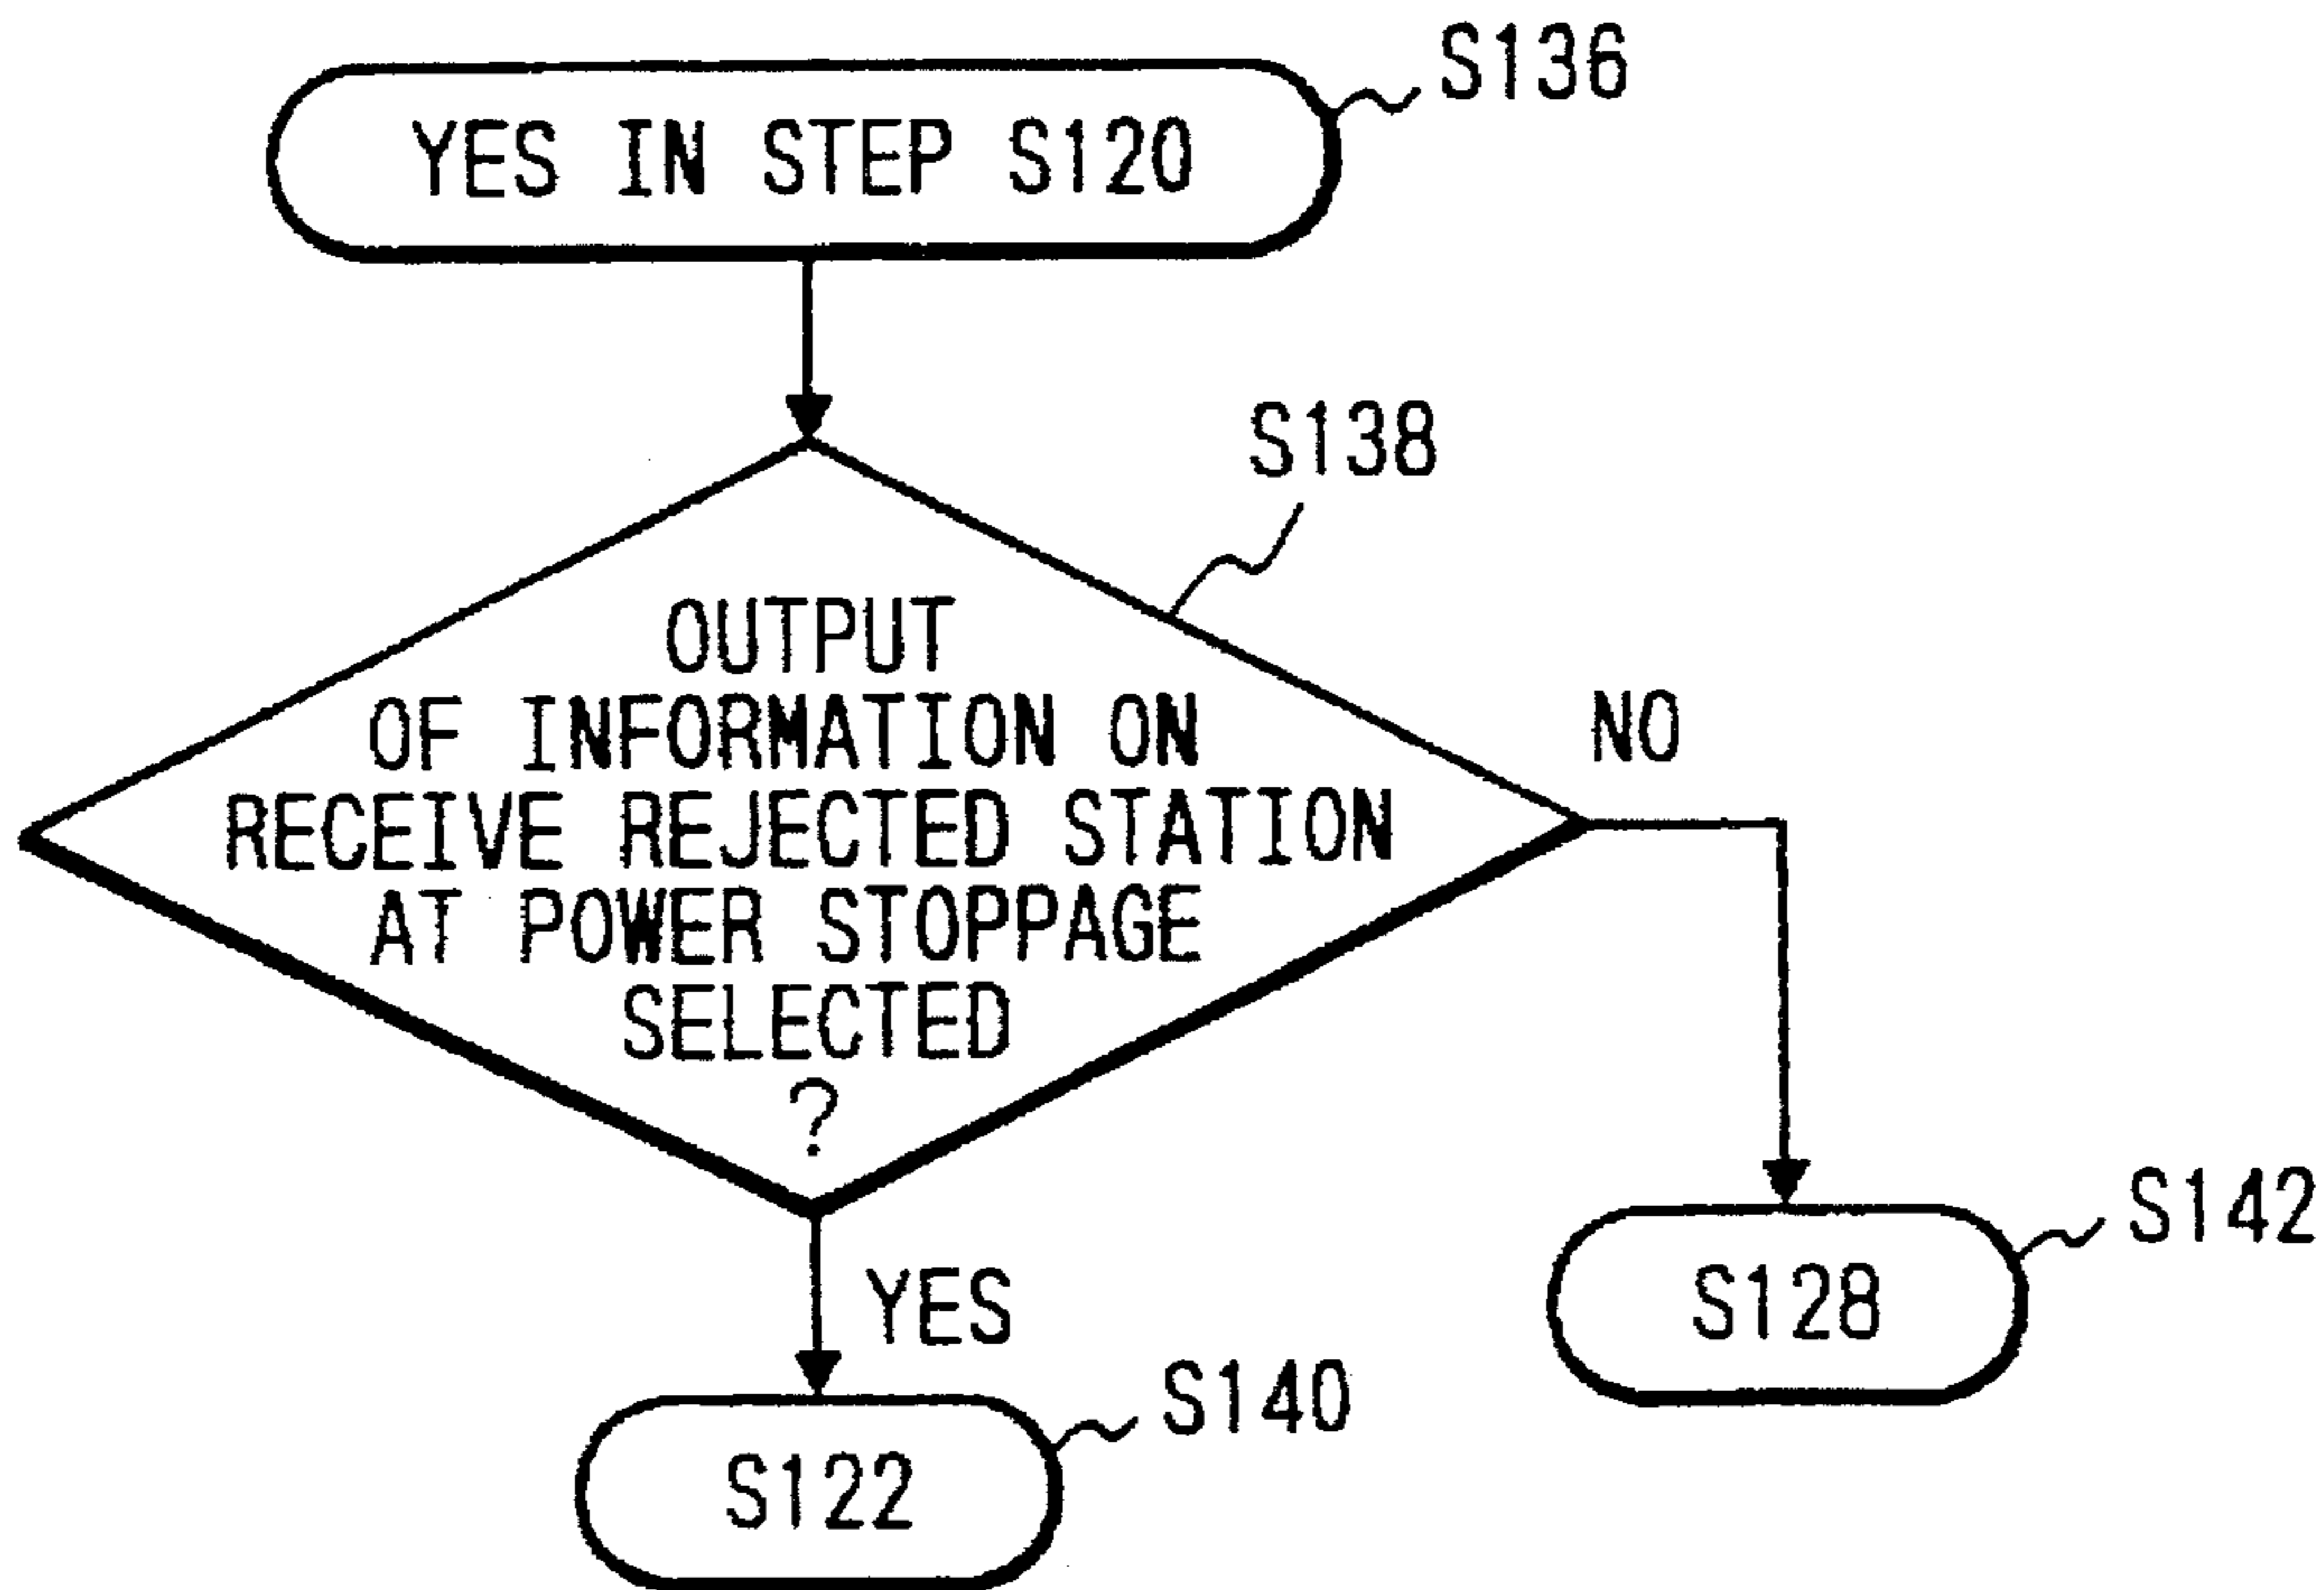 S136
YES IN STEP S120
S138
OUTPUT
OF INFORMATION ON
RECEIVE REJECTED STATION
AT POWER STOPPAGE
SELECTED
?
NO
YES
S142
S128
S140
S122